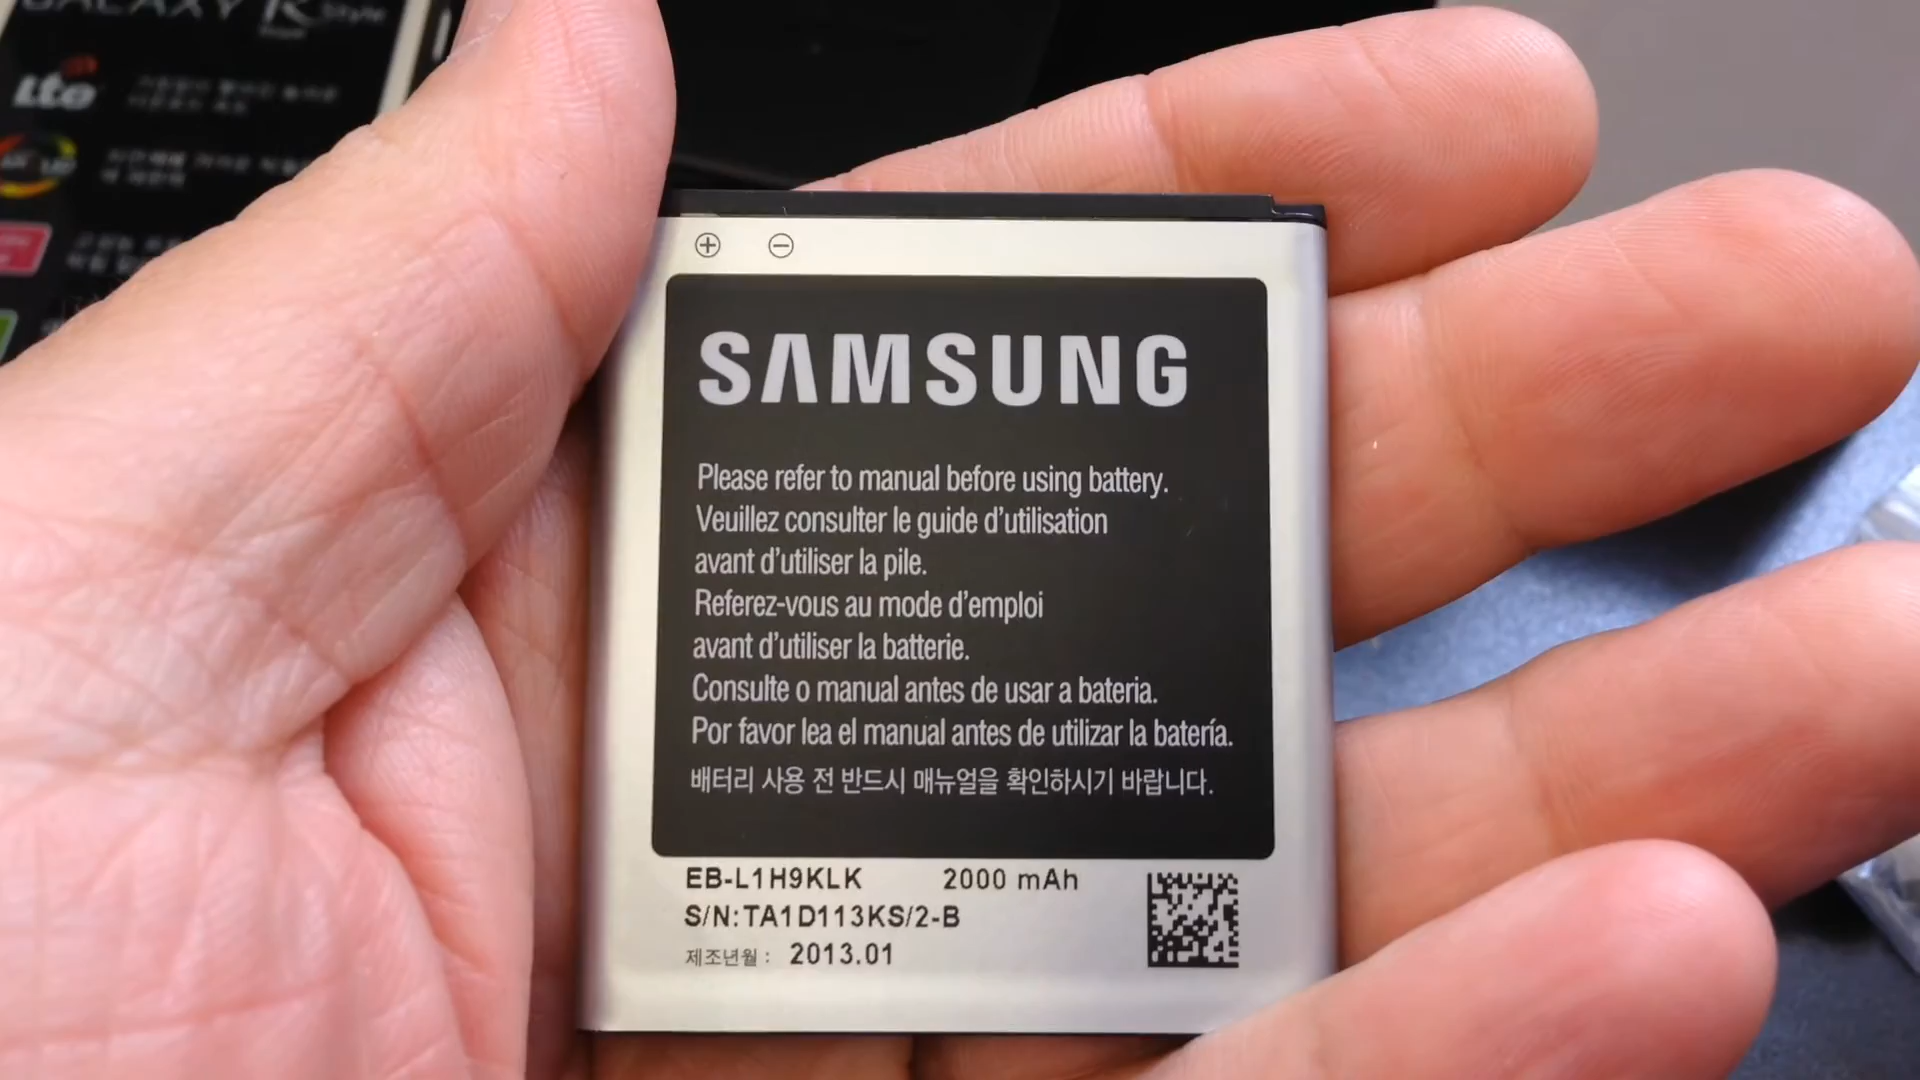 GALAXY R Style
Lte
⊕ ⊖
SAMSUNG
Please refer to manual before using battery.
Veuillez consulter le guide d'utilisation
avant d'utiliser la pile.
Referez-vous au mode d'emploi
avant d'utiliser la batterie.
Consulte o manual antes de usar a bateria.
Por favor lea el manual antes de utilizar la batería.
배터리 사용 전 반드시 매뉴얼을 확인하시기 바랍니다.
EB-L1H9KLK 2000 mAh
S/N:TA1D113KS/2-B
제조년월 : 2013.01